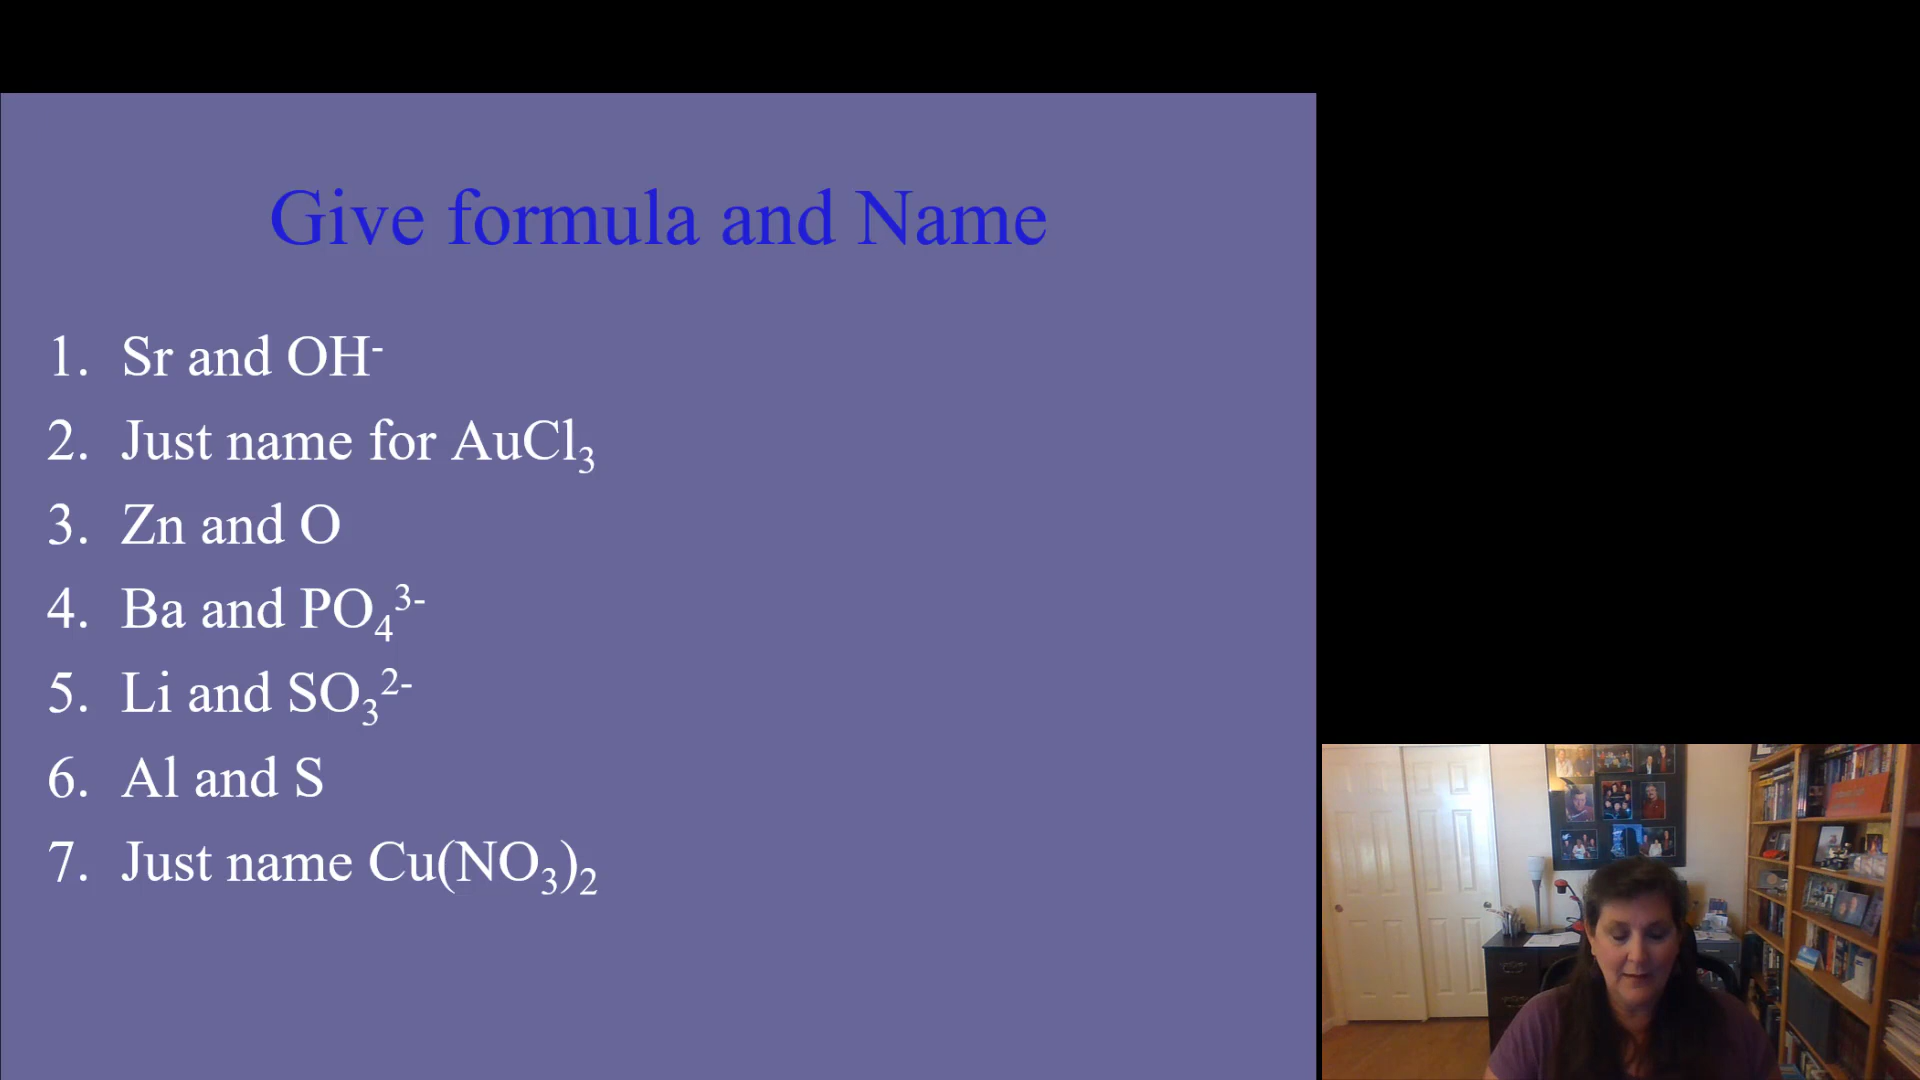 Give formula and Name
1. Sr and OH⁻
2. Just name for AuCl₃
3. Zn and O
4. Ba and PO₄³⁻
5. Li and SO₃²⁻
6. Al and S
7. Just name Cu(NO₃)₂